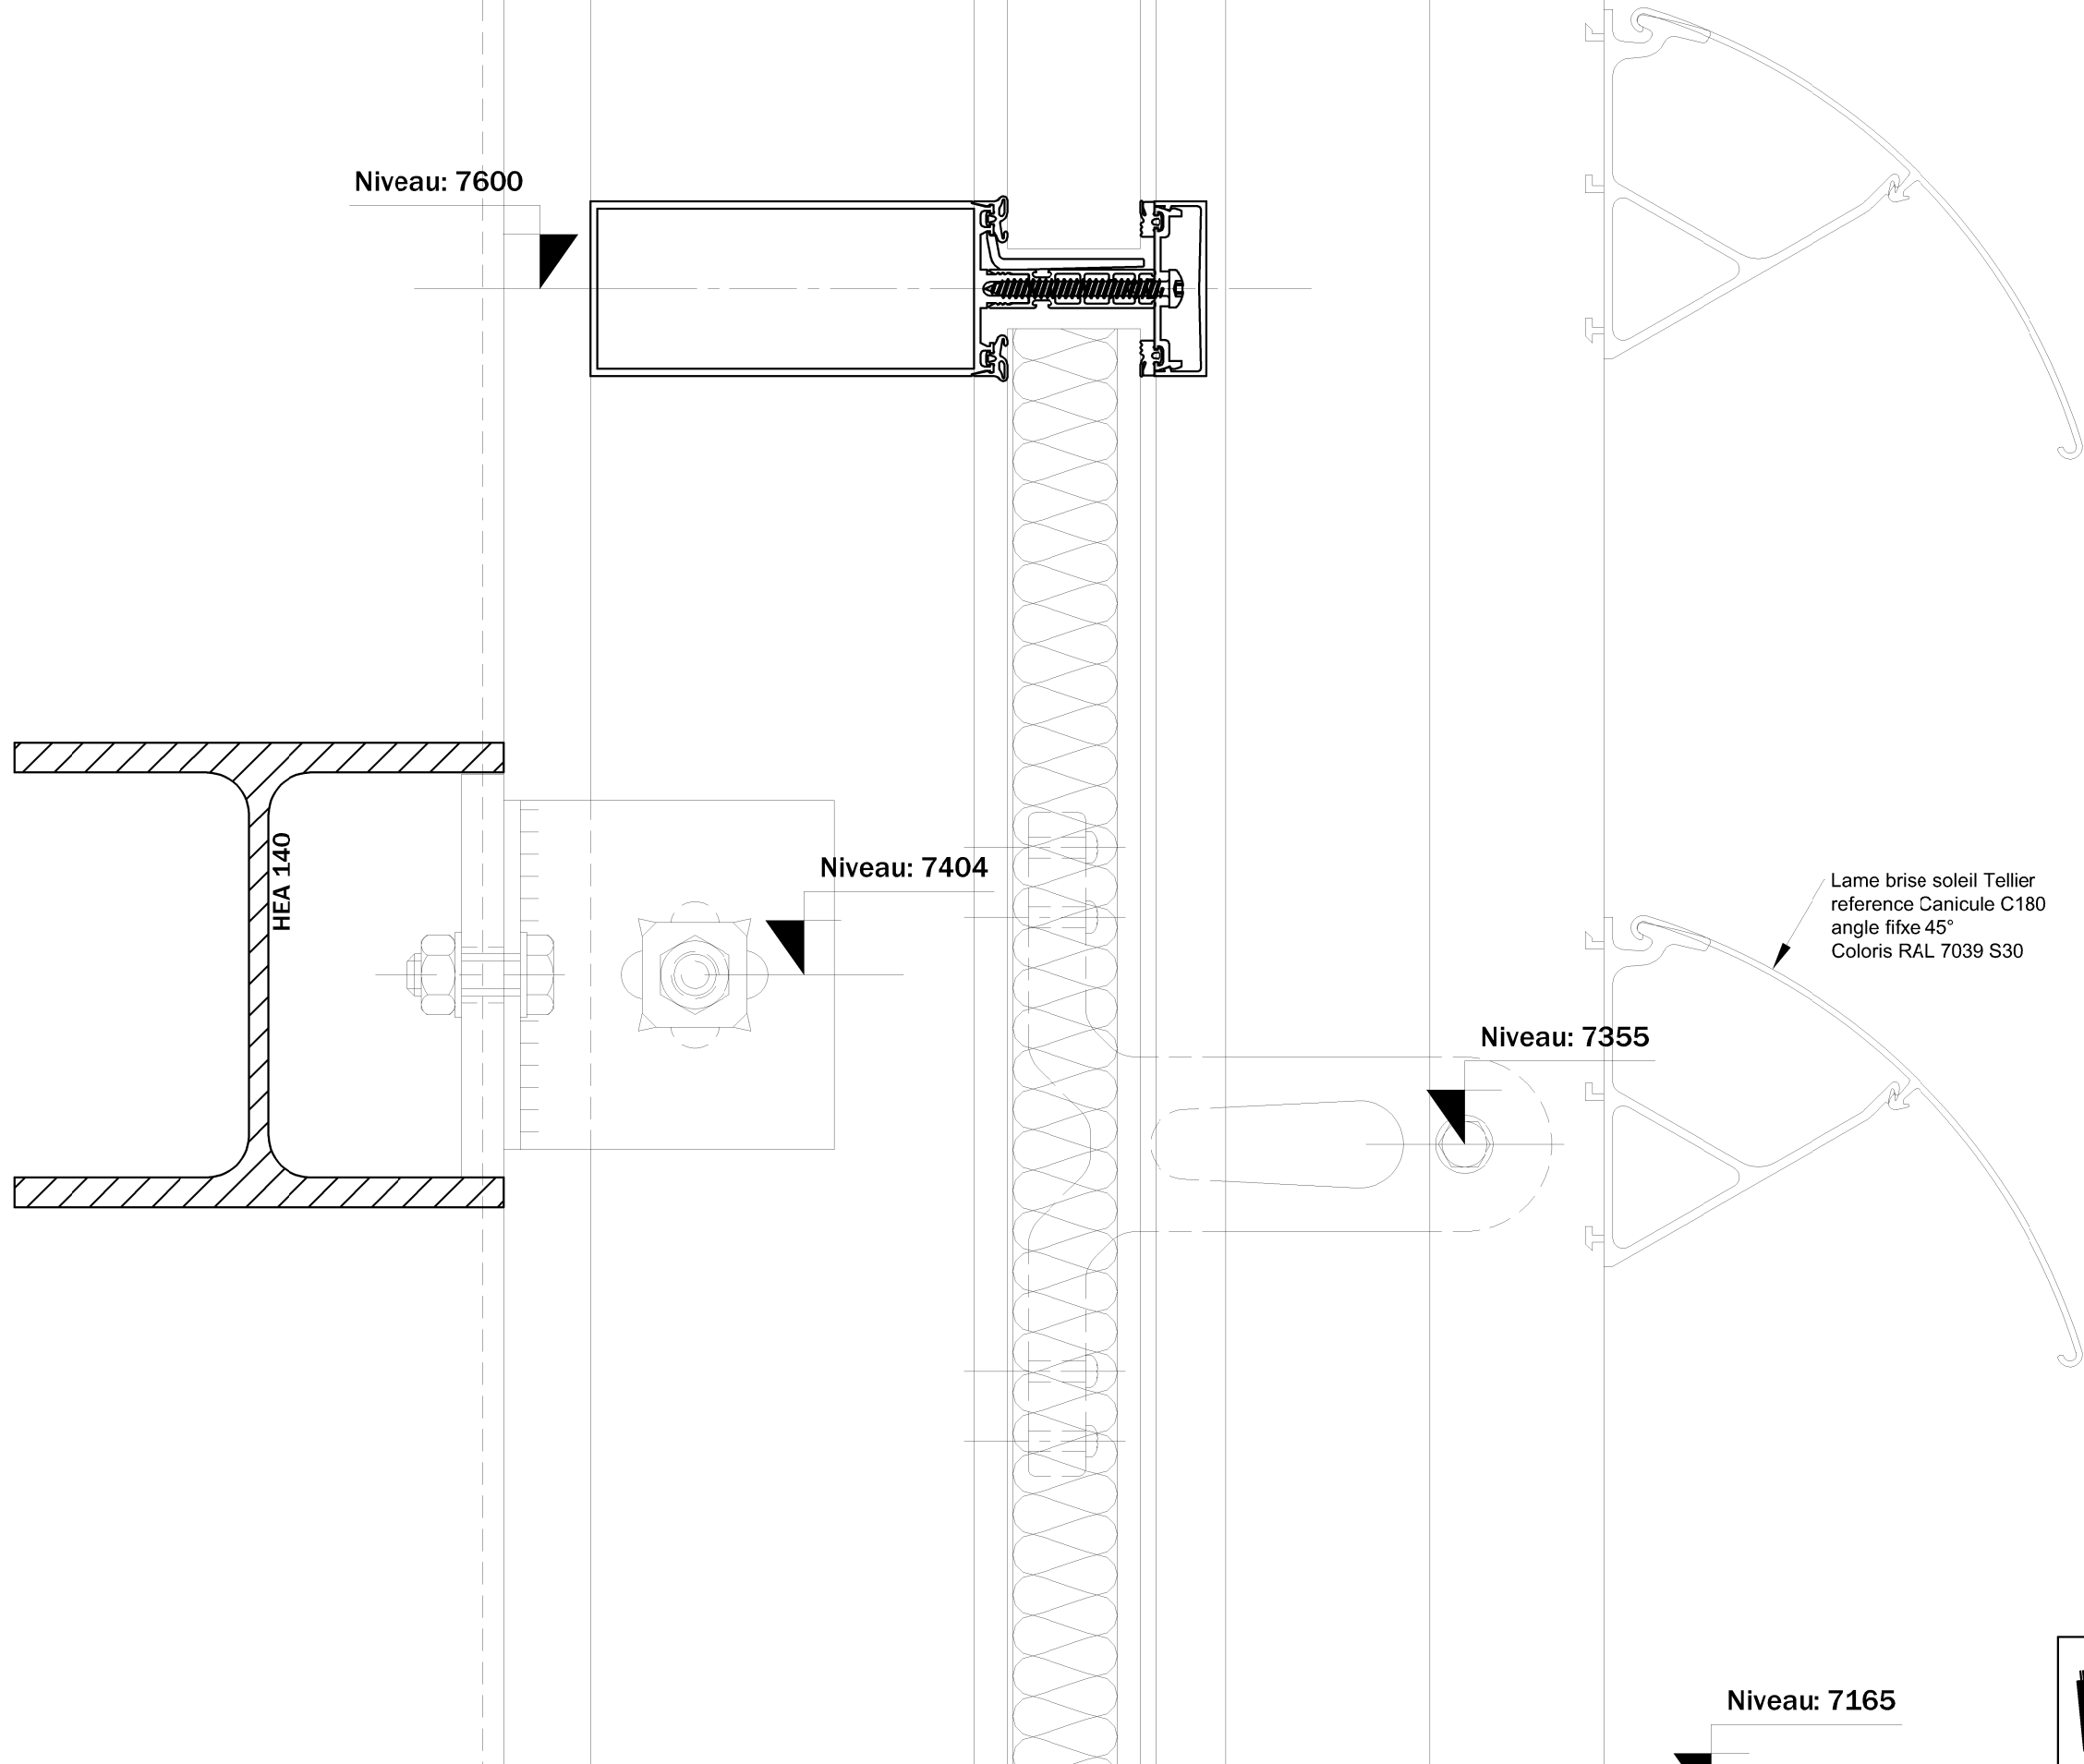 Niveau: 7600
HEA 140
Niveau: 7404
Lame brise soleil Tellier
reference Canicule C180
angle fifxe 45°
Coloris RAL 7039 S30
Niveau: 7355
Niveau: 7165